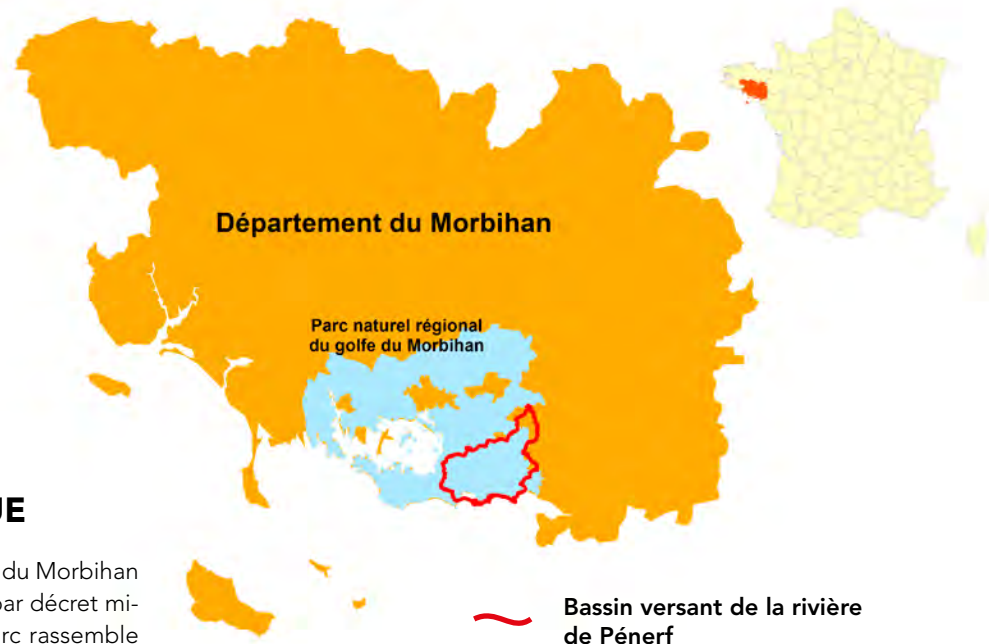 Département du Morbihan
Parc naturel régional
du golfe du Morbihan
UE
du Morbihan
par décret mi-
rc rassemble
Bassin versant de la rivière
de Pénerf